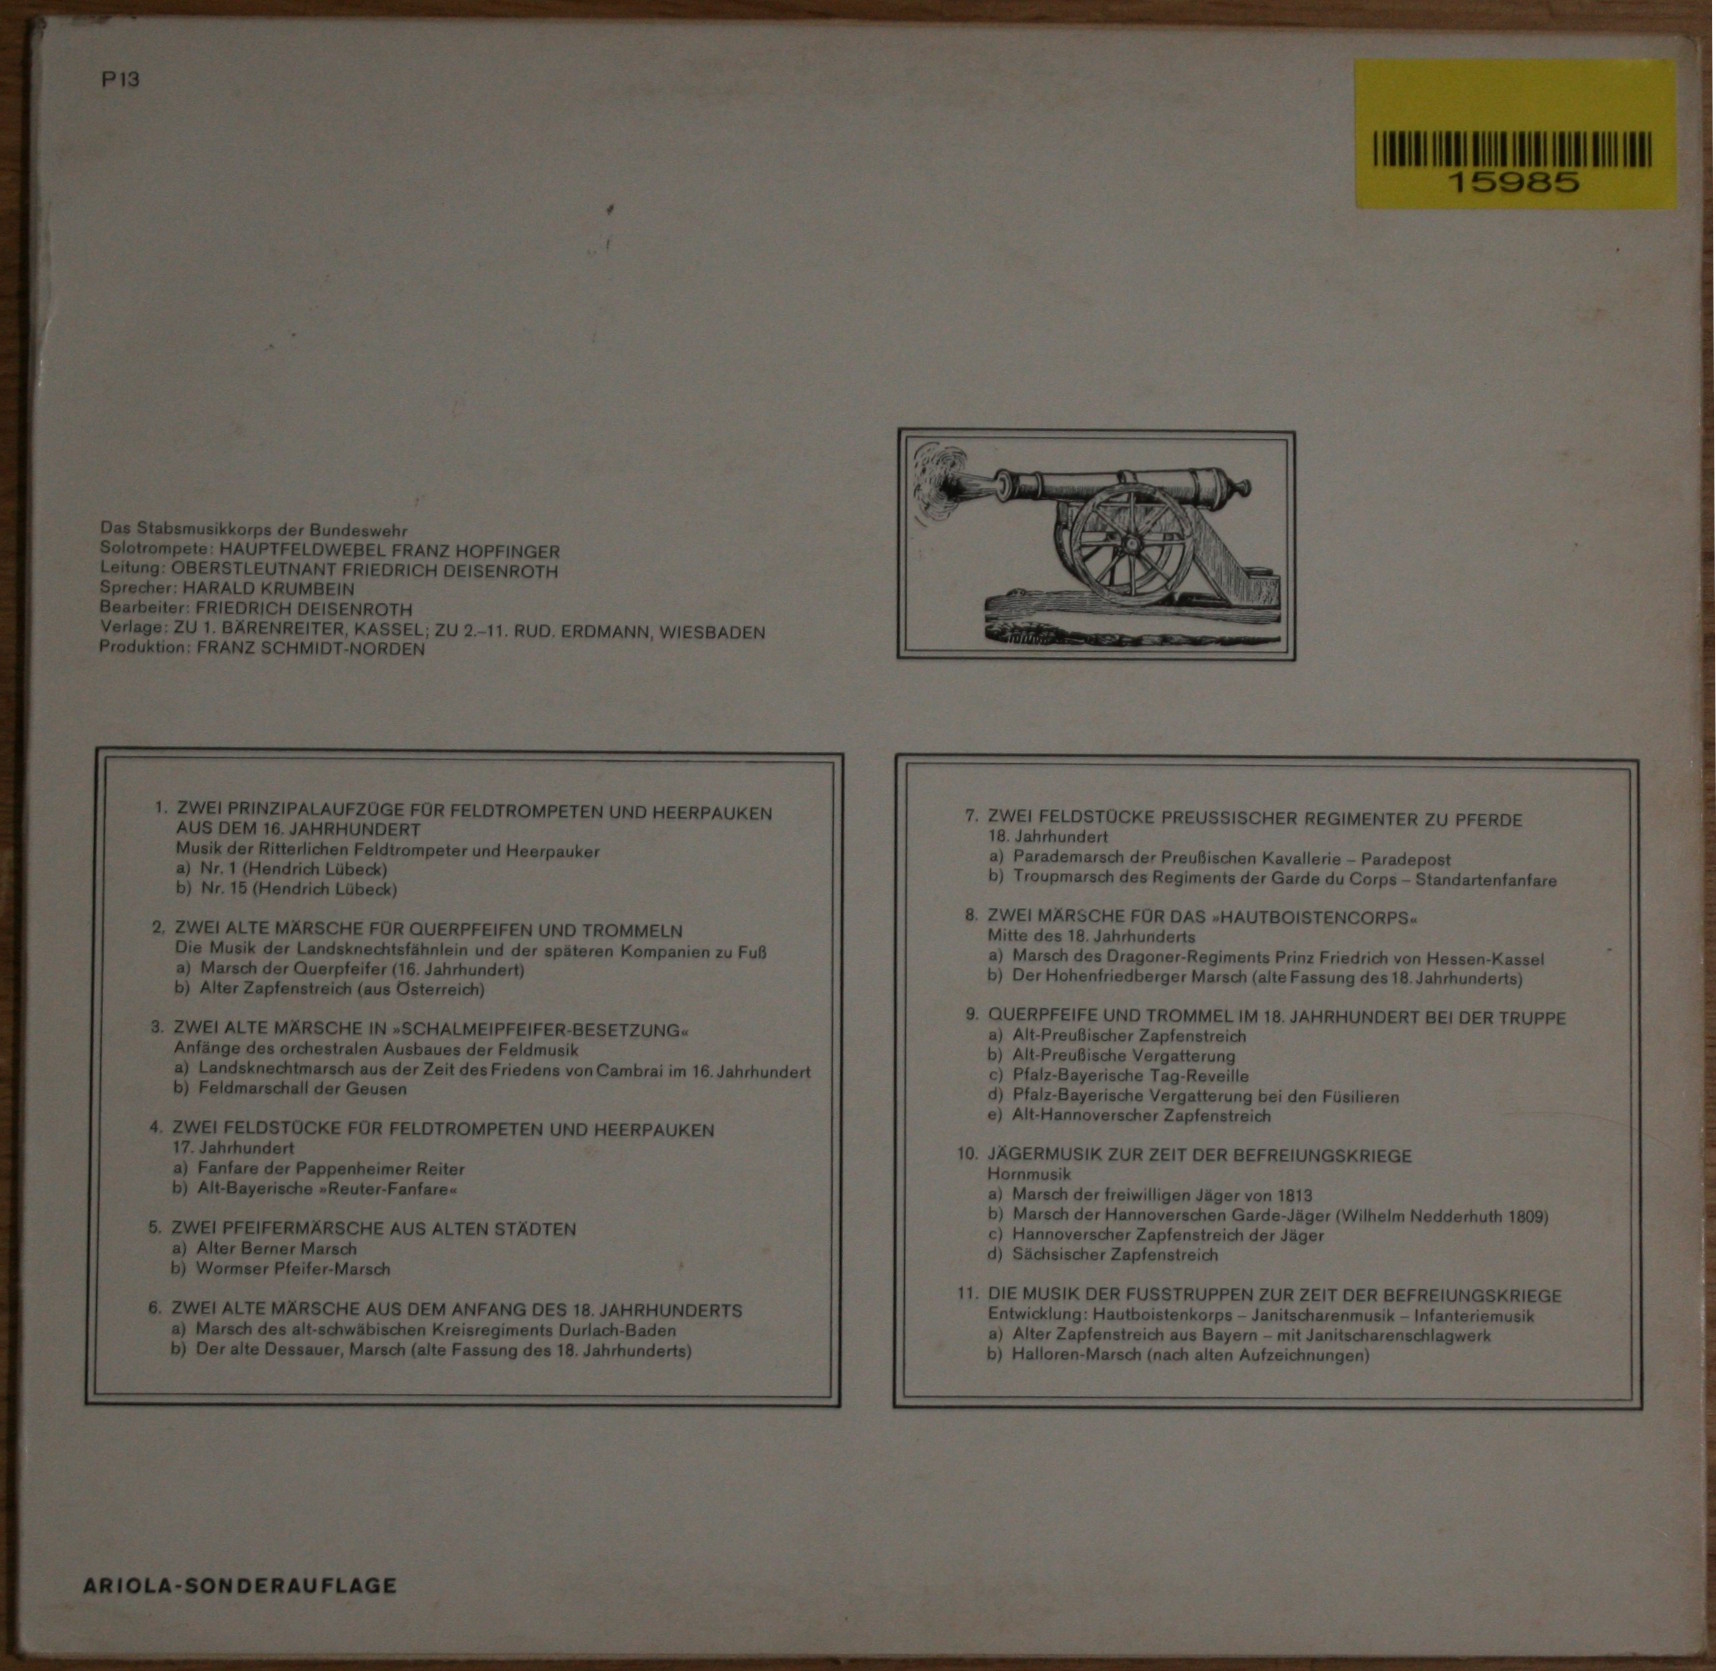 P13
15985
Das Stabsmusikkorps der Bundeswehr
Solotrompete: HAUPTFELDWEBEL FRANZ HOPFINGER
Leitung: OBERSTLEUTNANT FRIEDRICH DEISENROTH
Sprecher: HARALD KRUMBEIN
Bearbeiter: FRIEDRICH DEISENROTH
Verlage: ZU 1. BÄRENREITER, KASSEL; ZU 2.–11. RUD. ERDMANN, WIESBADEN
Produktion: FRANZ SCHMIDT-NORDEN
1. ZWEI PRINZIPALAUFZÜGE FÜR FELDTROMPETEN UND HEERPAUKEN
AUS DEM 16. JAHRHUNDERT
Musik der Ritterlichen Feldtrompeter und Heerpauker
a) Nr. 1 (Hendrich Lübeck)
b) Nr. 15 (Hendrich Lübeck)
2. ZWEI ALTE MÄRSCHE FÜR QUERPFEIFEN UND TROMMELN
Die Musik der Landsknechtsfähnlein und der späteren Kompanien zu Fuß
a) Marsch der Querpfeifer (16. Jahrhundert)
b) Alter Zapfenstreich (aus Österreich)
3. ZWEI ALTE MÄRSCHE IN »SCHALMEIPFEIFER-BESETZUNG«
Anfänge des orchestralen Ausbaues der Feldmusik
a) Landsknechtmarsch aus der Zeit des Friedens von Cambrai im 16. Jahrhundert
b) Feldmarschall der Geusen
4. ZWEI FELDSTÜCKE FÜR FELDTROMPETEN UND HEERPAUKEN
17. Jahrhundert
a) Fanfare der Pappenheimer Reiter
b) Alt-Bayerische »Reuter-Fanfare«
5. ZWEI PFEIFERMÄRSCHE AUS ALTEN STÄDTEN
a) Alter Berner Marsch
b) Wormser Pfeifer-Marsch
6. ZWEI ALTE MÄRSCHE AUS DEM ANFANG DES 18. JAHRHUNDERTS
a) Marsch des alt-schwäbischen Kreisregiments Durlach-Baden
b) Der alte Dessauer, Marsch (alte Fassung des 18. Jahrhunderts)
7. ZWEI FELDSTÜCKE PREUSSISCHER REGIMENTER ZU PFERDE
18. Jahrhundert
a) Parademarsch der Preußischen Kavallerie – Paradepost
b) Troupmarsch des Regiments der Garde du Corps – Standartenfanfare
8. ZWEI MÄRSCHE FÜR DAS »HAUTBOISTENCORPS«
Mitte des 18. Jahrhunderts
a) Marsch des Dragoner-Regiments Prinz Friedrich von Hessen-Kassel
b) Der Hohenfriedberger Marsch (alte Fassung des 18. Jahrhunderts)
9. QUERPFEIFE UND TROMMEL IM 18. JAHRHUNDERT BEI DER TRUPPE
a) Alt-Preußischer Zapfenstreich
b) Alt-Preußische Vergatterung
c) Pfalz-Bayerische Tag-Reveille
d) Pfalz-Bayerische Vergatterung bei den Füsilieren
e) Alt-Hannoverscher Zapfenstreich
10. JÄGERMUSIK ZUR ZEIT DER BEFREIUNGSKRIEGE
Hornmusik
a) Marsch der freiwilligen Jäger von 1813
b) Marsch der Hannoverschen Garde-Jäger (Wilhelm Nedderhuth 1809)
c) Hannoverscher Zapfenstreich der Jäger
d) Sächsischer Zapfenstreich
11. DIE MUSIK DER FUSSTRUPPEN ZUR ZEIT DER BEFREIUNGSKRIEGE
Entwicklung: Hautboistenkorps – Janitscharenmusik – Infanteriemusik
a) Alter Zapfenstreich aus Bayern – mit Janitscharenschlagwerk
b) Halloren-Marsch (nach alten Aufzeichnungen)
ARIOLA-SONDERAUFLAGE